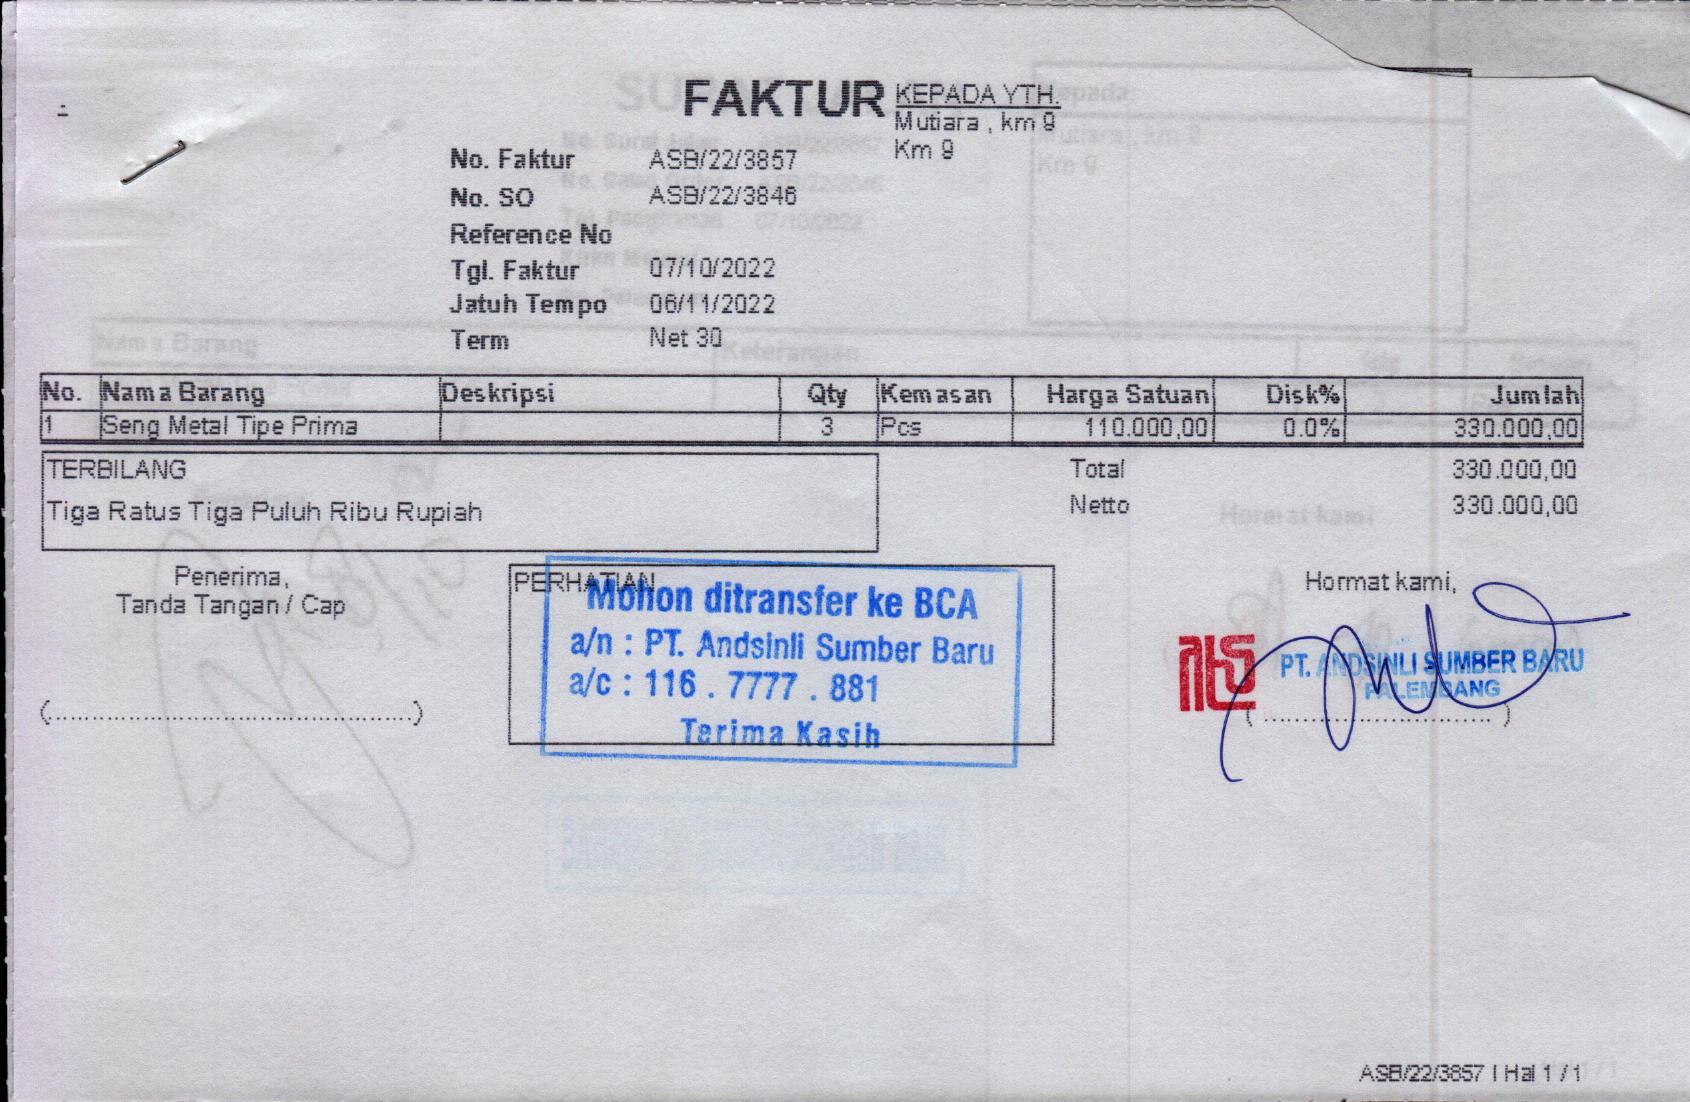 FAKTUR
KEPADA YTH.
Mutiara , km 9
Km 9
No. Faktur ASB/22/3857
No. SO ASB/22/3846
Reference No
Tgl. Faktur 07/10/2022
Jatuh Tempo 06/11/2022
Term Net 30
No. Nama Barang Deskripsi Qty Kemasan Harga Satuan Disk% Jumlah
1 Seng Metal Tipe Prima 3 Pcs 110.000,00 0.0% 330.000,00
TERBILANG
Tiga Ratus Tiga Puluh Ribu Rupiah
Total 330.000,00
Netto 330.000,00
Penerima,
Tanda Tangan / Cap
(..............................................)
PERHATIAN
Mohon ditransfer ke BCA
a/n : PT. Andsinli Sumber Baru
a/c : 116 . 7777 . 881
Terima Kasih
Hormat kami,
PT. ANDSINLI SUMBER BARU
PALEMBANG
(..............................)
ASB/22/3857 | Hal 1 / 1